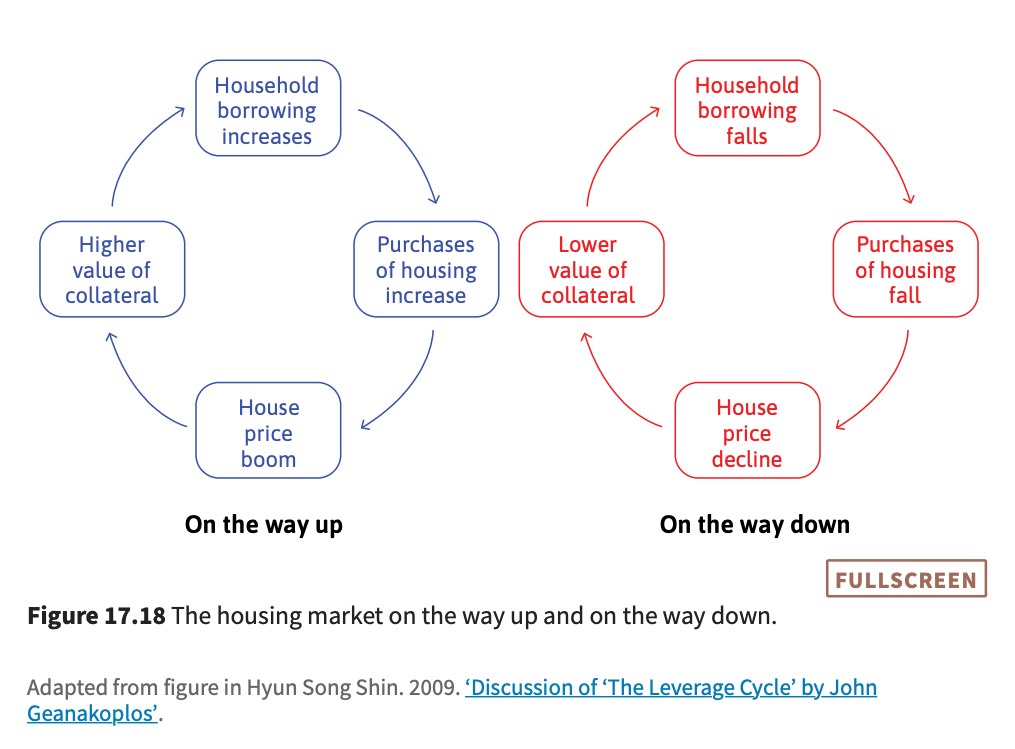 Household
borrowing
increases
Household
borrowing
falls
Higher
value of
collateral
Purchases
of housing
increase
Lower
value of
collateral
Purchases
of housing
fall
House
price
boom
House
price
decline
On the way up
On the way down
FULLSCREEN
Figure 17.18 The housing market on the way up and on the way down.
Adapted from figure in Hyun Song Shin. 2009. ‘Discussion of ‘The Leverage Cycle’ by John
Geanakoplos’.